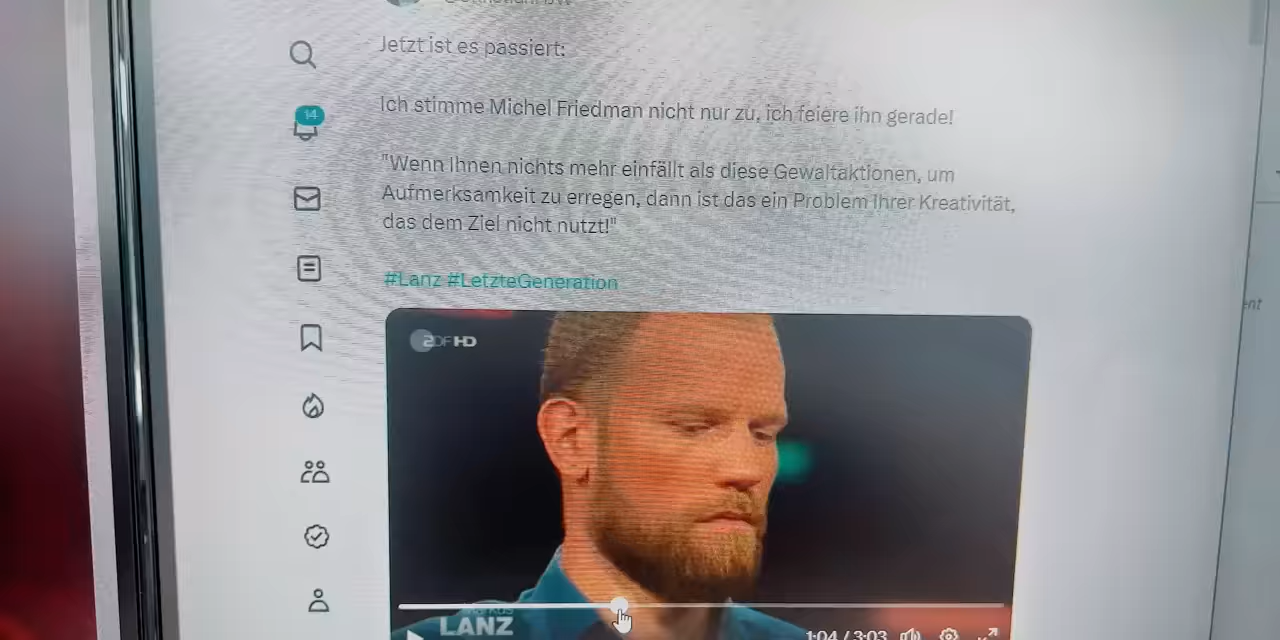 Jetzt ist es passiert:
14
Ich stimme Michel Friedman nicht nur zu, ich feiere ihn gerade!
"Wenn Ihnen nichts mehr einfällt als diese Gewaltaktionen, um
Aufmerksamkeit zu erregen, dann ist das ein Problem Ihrer Kreativität,
das dem Ziel nicht nutzt!"
#Lanz #LetzteGeneration
ZDF HD
markus
LANZ
1:04 / 3:03